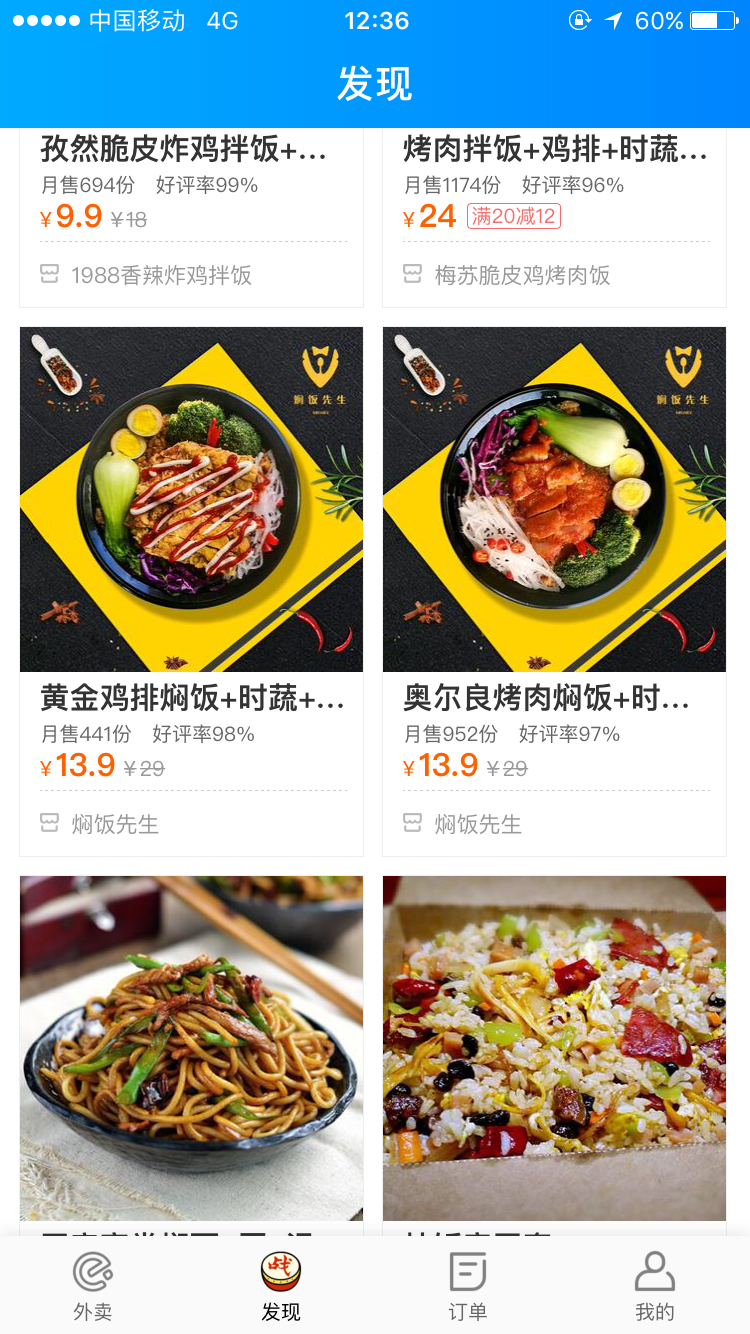 中国移动 4G 12:36 60%
发现
孜然脆皮炸鸡拌饭+...
月售694份 好评率99%
¥9.9 ¥18
1988香辣炸鸡拌饭
烤肉拌饭+鸡排+时蔬...
月售1174份 好评率96%
¥24 满20减12
梅苏脆皮鸡烤肉饭
焖饭先生
黄金鸡排焖饭+时蔬+...
月售441份 好评率98%
¥13.9 ¥29
焖饭先生
焖饭先生
奥尔良烤肉焖饭+时...
月售952份 好评率97%
¥13.9 ¥29
焖饭先生
外卖
战
发现
订单
我的